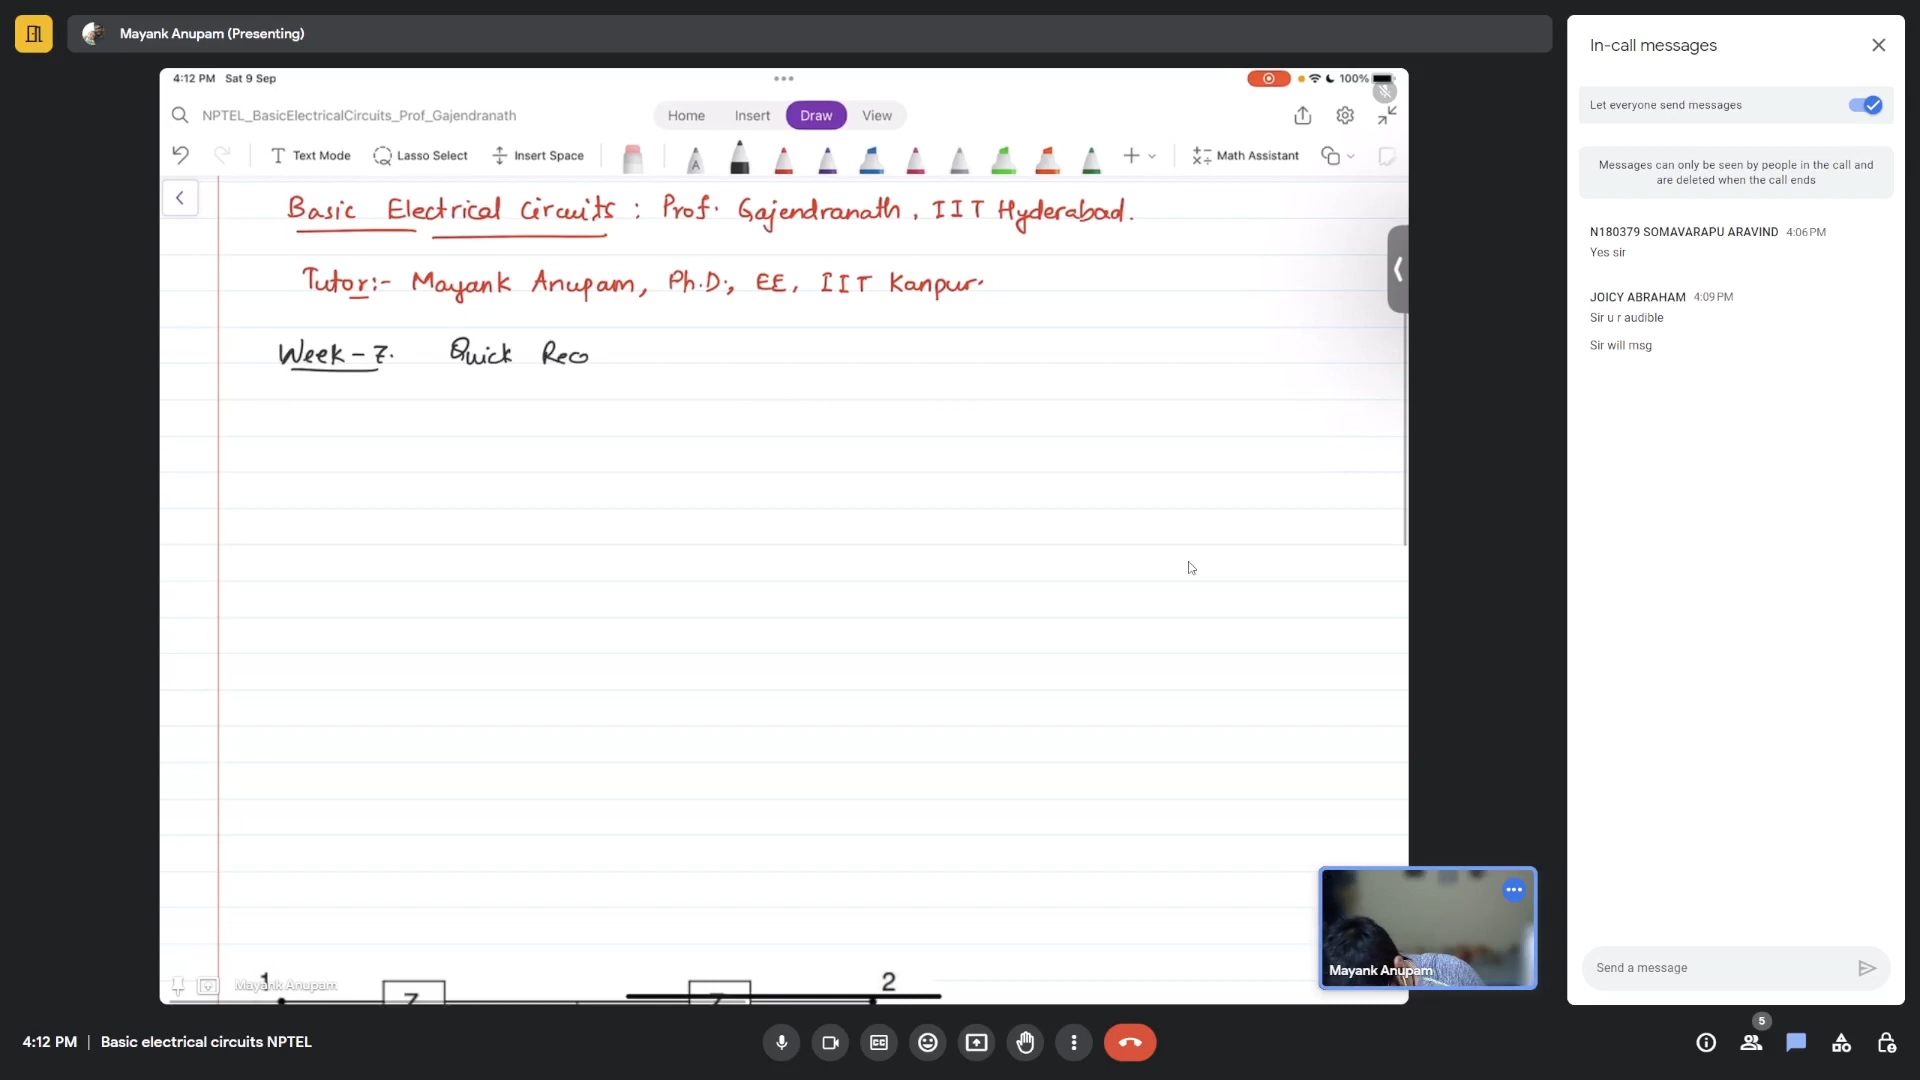 Mayank Anupam (Presenting)
4:12 PM Sat 9 Sep
100%
NPTEL_BasicElectricalCircuits_Prof_Gajendranath
Home Insert Draw View
Text Mode Lasso Select Insert Space Math Assistant
Basic Electrical Circuits : Prof. Gajendranath, IIT Hyderabad.
Tutor:- Mayank Anupam, Ph.D., EE, IIT Kanpur.
Week-7. Quick Reco
1 2
Z Z
Mayank Anupam
Mayank Anupam
4:12 PM | Basic electrical circuits NPTEL
In-call messages
Let everyone send messages
Messages can only be seen by people in the call and
are deleted when the call ends
N180379 SOMAVARAPU ARAVIND 4:06 PM
Yes sir
JOICY ABRAHAM 4:09 PM
Sir u r audible
Sir will msg
Send a message
5